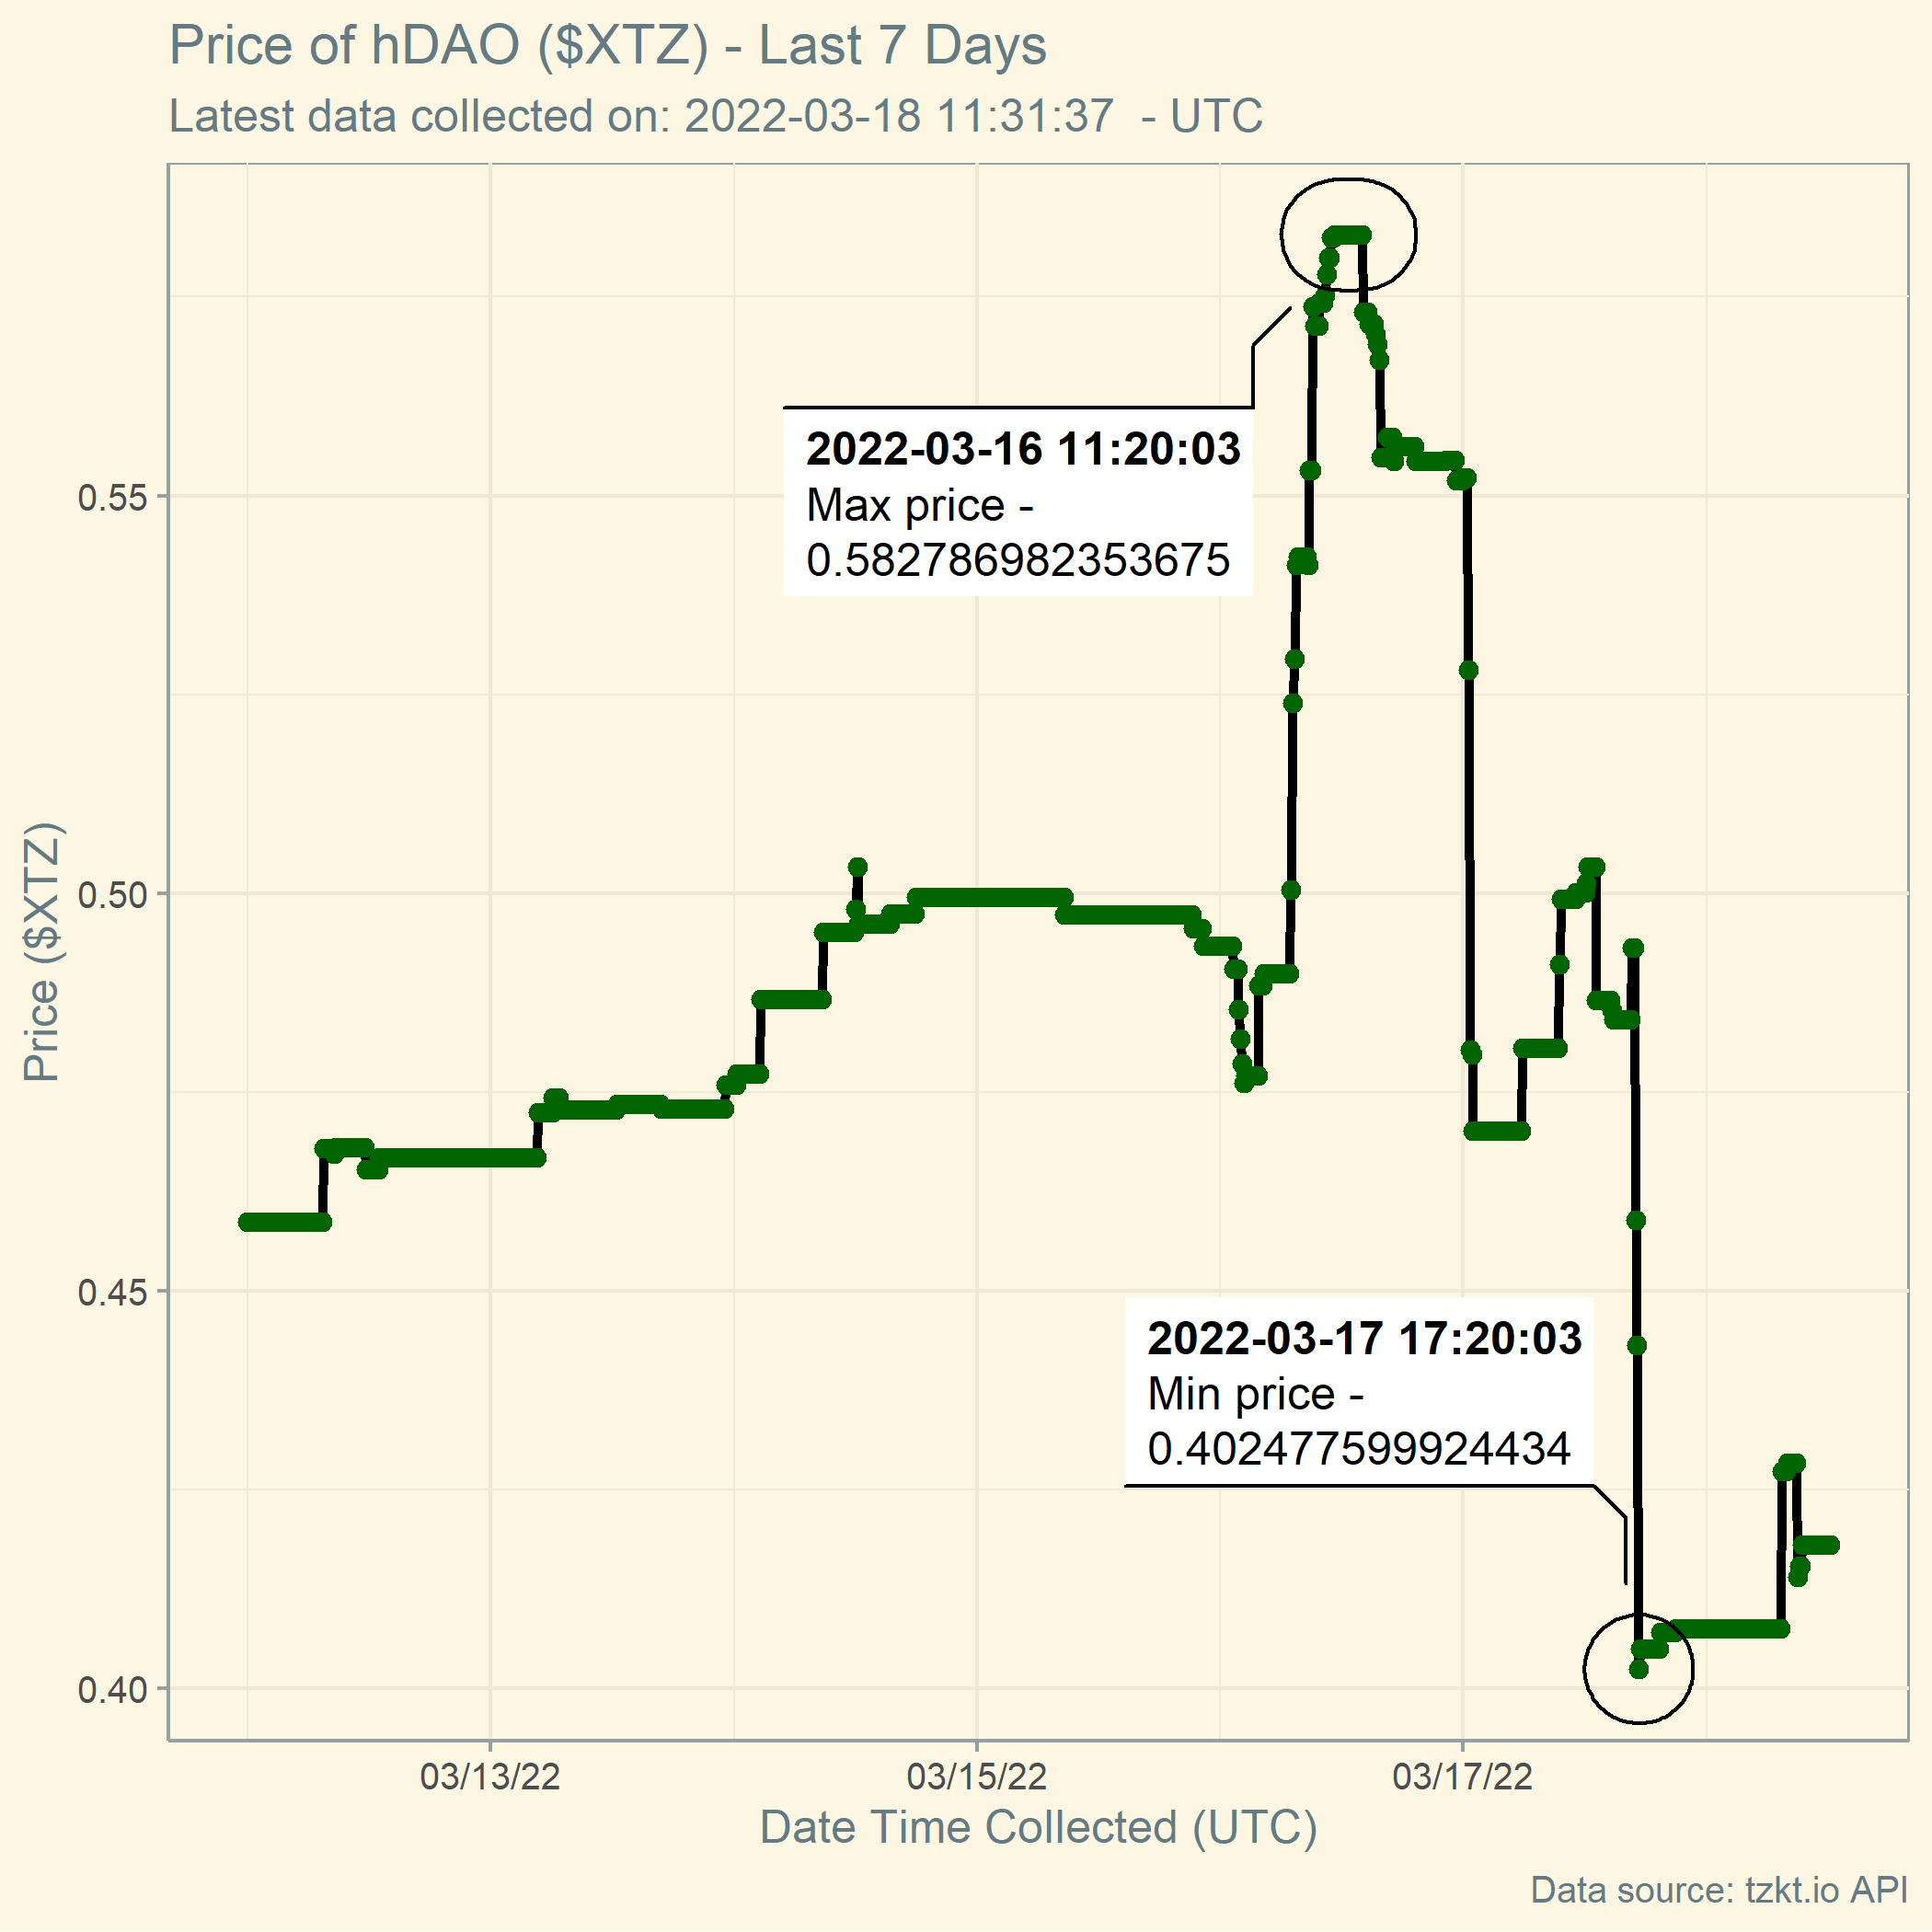 Price of hDAO ($XTZ) - Last 7 Days
Latest data collected on: 2022-03-18 11:31:37  - UTC
2022-03-16 11:20:03
Max price -
0.582786982353675
0.55
0.50
0.45
0.40
Price ($XTZ)
2022-03-17 17:20:03
Min price -
0.402477599924434
03/13/22
03/15/22
03/17/22
Date Time Collected (UTC)
Data source: tzkt.io API